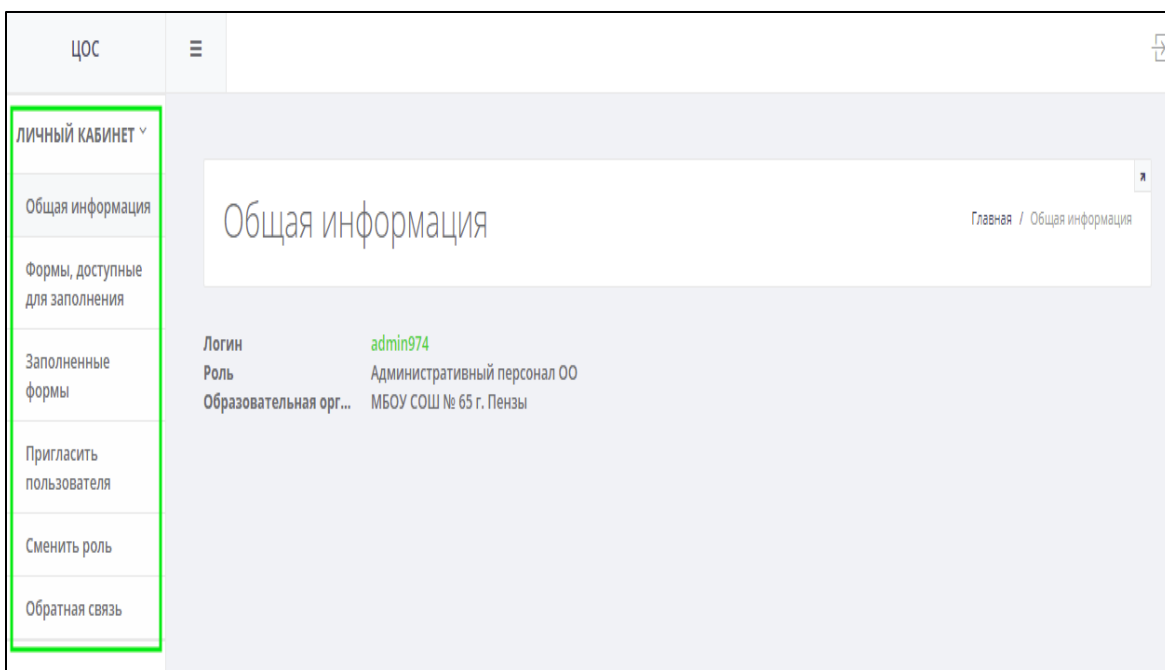 ЦОС
ЛИЧНЫЙ КАБИНЕТ
Общая информация
Формы, доступные
для заполнения
Заполненные
формы
Пригласить
пользователя
Сменить роль
Обратная связь
Общая информация
Главная / Общая информация
Логин admin974
Роль Административный персонал ОО
Образовательная орг... МБОУ СОШ № 65 г. Пензы